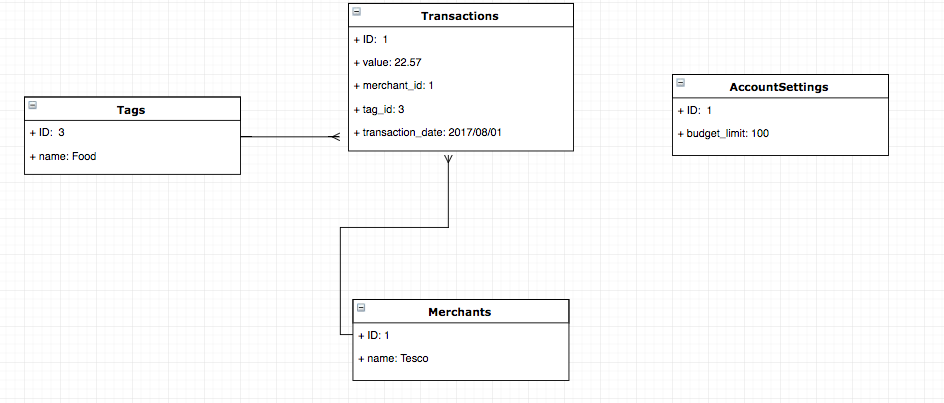 Transactions
+ ID: 1
+ value: 22.57
+ merchant_id: 1
+ tag_id: 3
+ transaction_date: 2017/08/01
Tags
+ ID: 3
+ name: Food
AccountSettings
+ ID: 1
+ budget_limit: 100
Merchants
+ ID: 1
+ name: Tesco